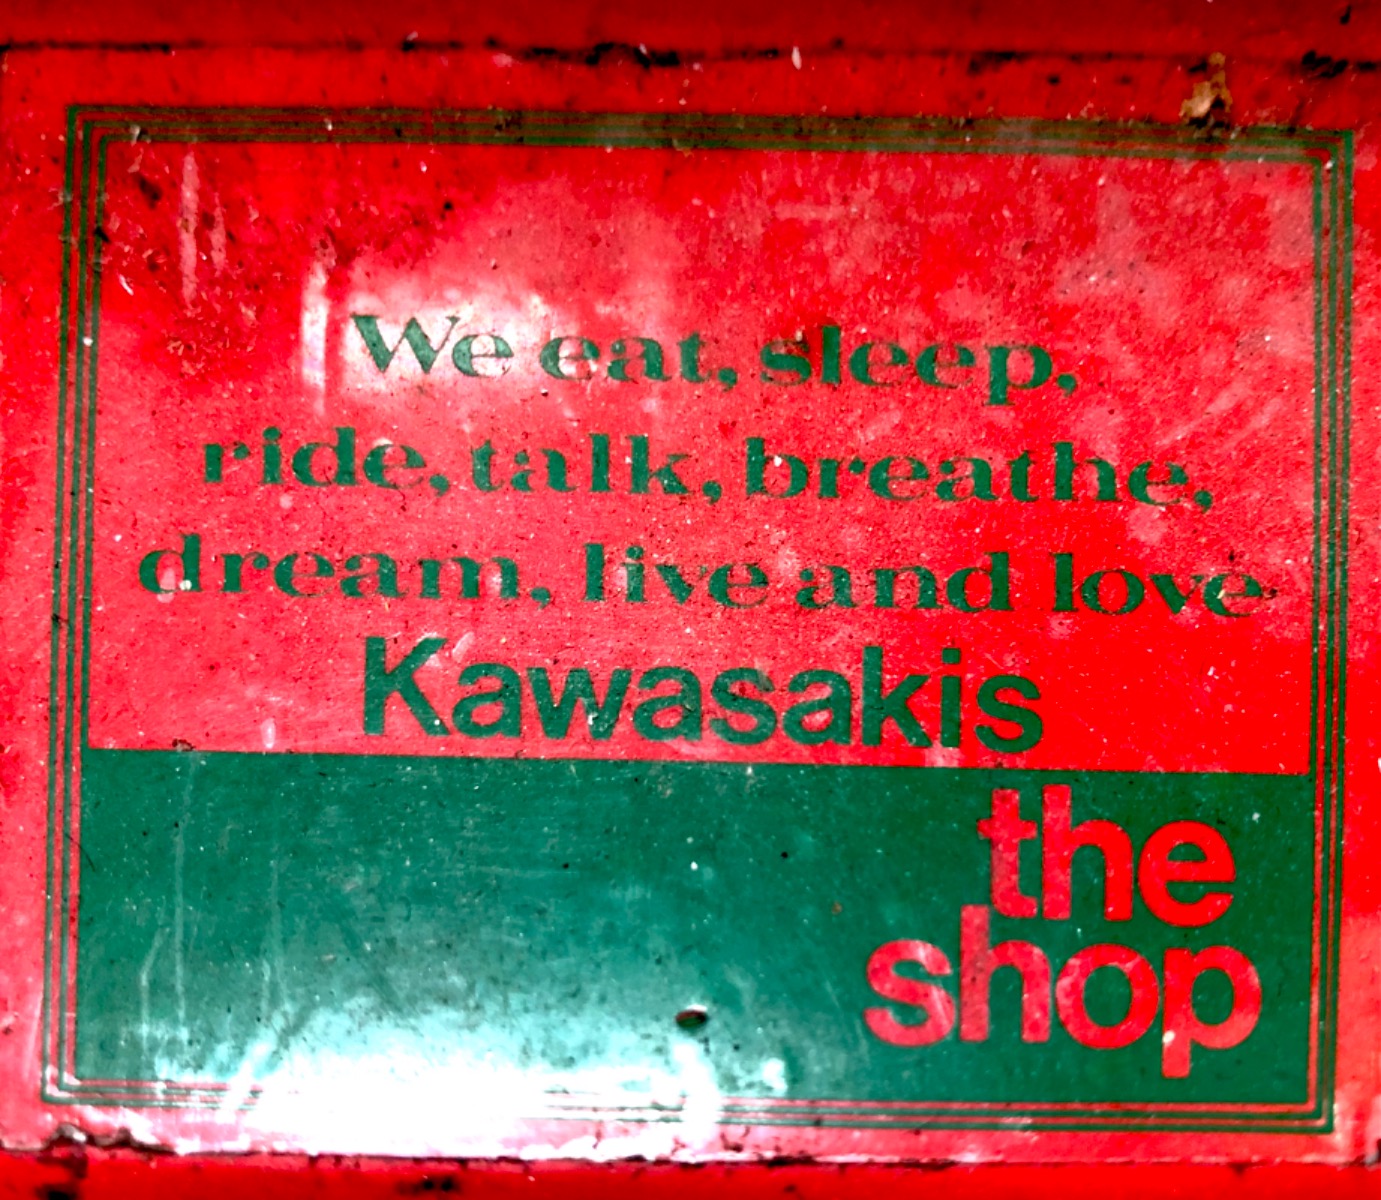 We eat, sleep,
ride, talk, breathe,
dream, live and love
Kawasakis
the
shop